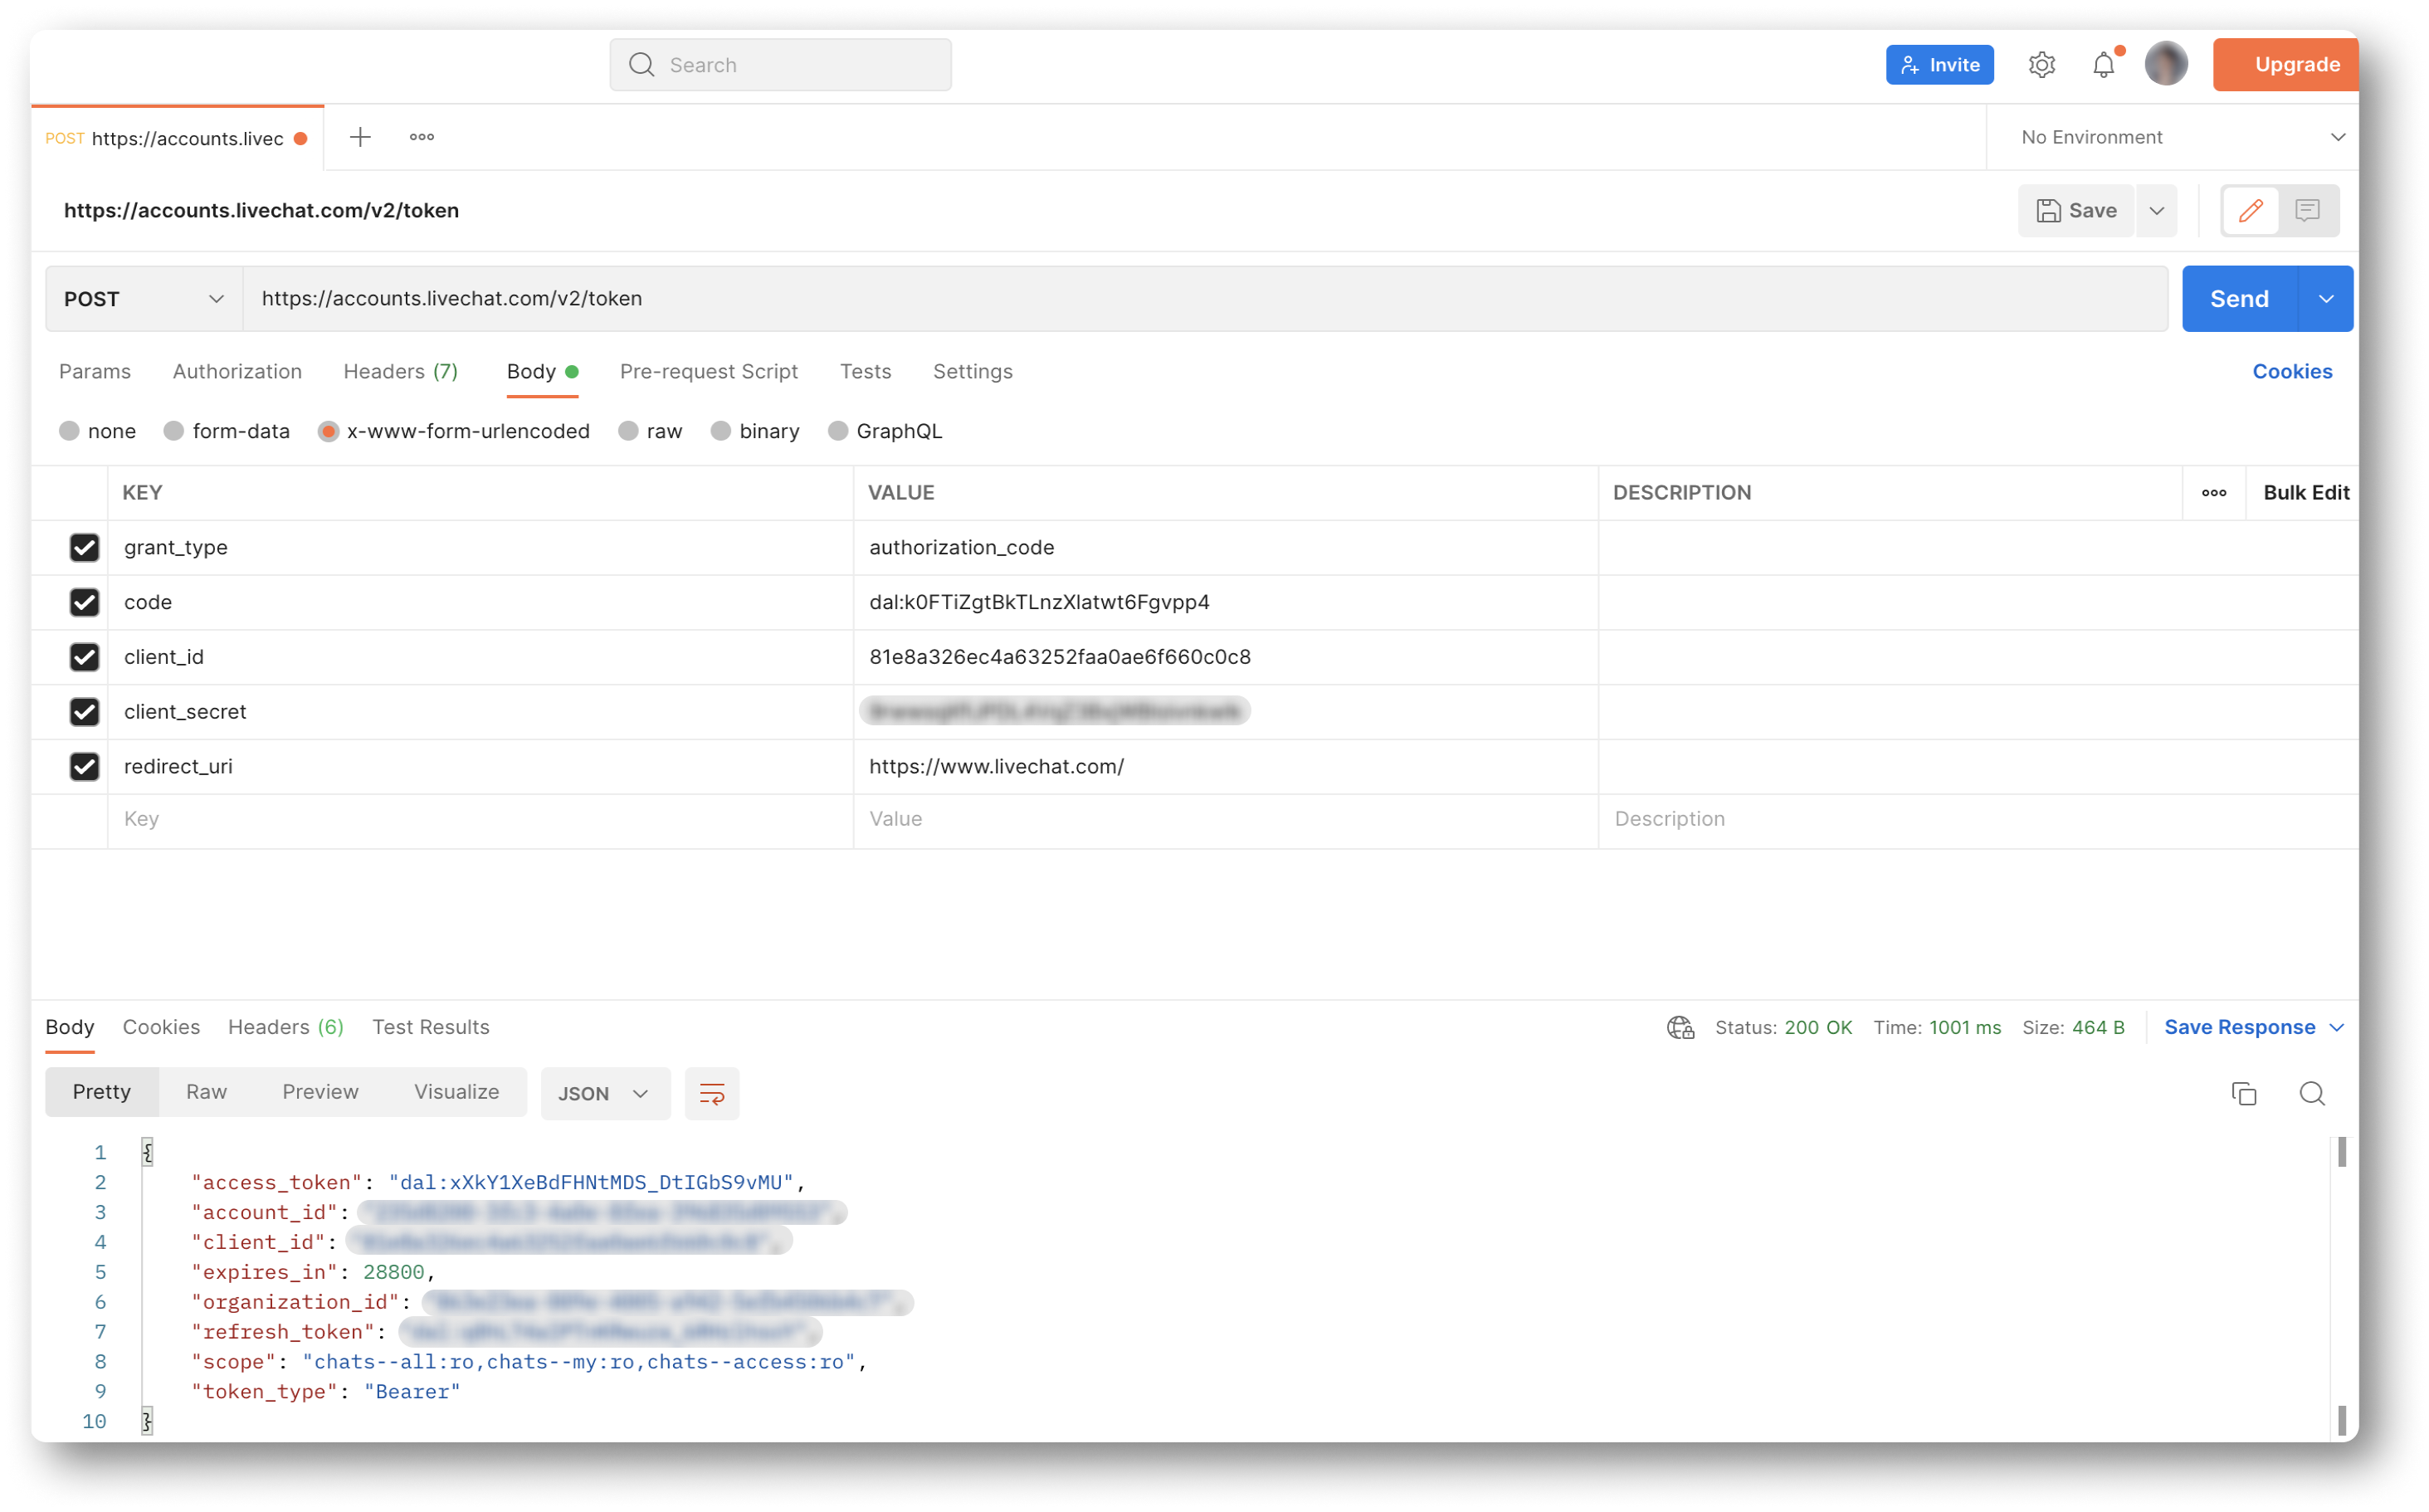 Search
Invite
Upgrade
POST https://accounts.livec
No Environment
https://accounts.livechat.com/v2/token
Save
POST https://accounts.livechat.com/v2/token Send
Params Authorization Headers (7) Body Pre-request Script Tests Settings Cookies
none form-data x-www-form-urlencoded raw binary GraphQL
KEY VALUE DESCRIPTION Bulk Edit
grant_type authorization_code
code dal:k0FTiZgtBkTLnzXlatwt6Fgvpp4
client_id 81e8a326ec4a63252faa0ae6f660c0c8
client_secret
redirect_uri https://www.livechat.com/
Key Value Description
Body Cookies Headers (6) Test Results Status: 200 OK Time: 1001 ms Size: 464 B Save Response
Pretty Raw Preview Visualize JSON
1 {
2 "access_token": "dal:xXkY1XeBdFHNtMDS_DtIGbS9vMU",
3 "account_id":
4 "client_id":
5 "expires_in": 28800,
6 "organization_id":
7 "refresh_token":
8 "scope": "chats--all:ro,chats--my:ro,chats--access:ro",
9 "token_type": "Bearer"
10 }